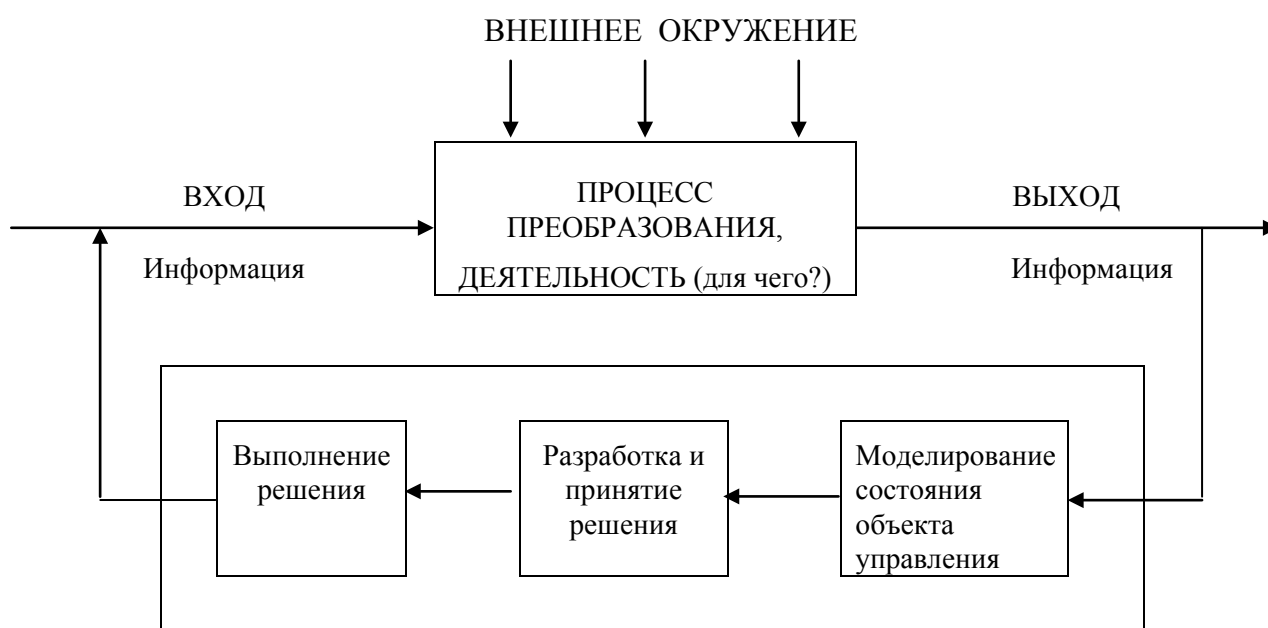 ВНЕШНЕЕ ОКРУЖЕНИЕ
ВХОД
ПРОЦЕСС
ПРЕОБРАЗОВАНИЯ,
ДЕЯТЕЛЬНОСТЬ (для чего?)
ВЫХОД
Информация
Информация
Выполнение
решения
Разработка и
принятие
решения
Моделирование
состояния
объекта
управления